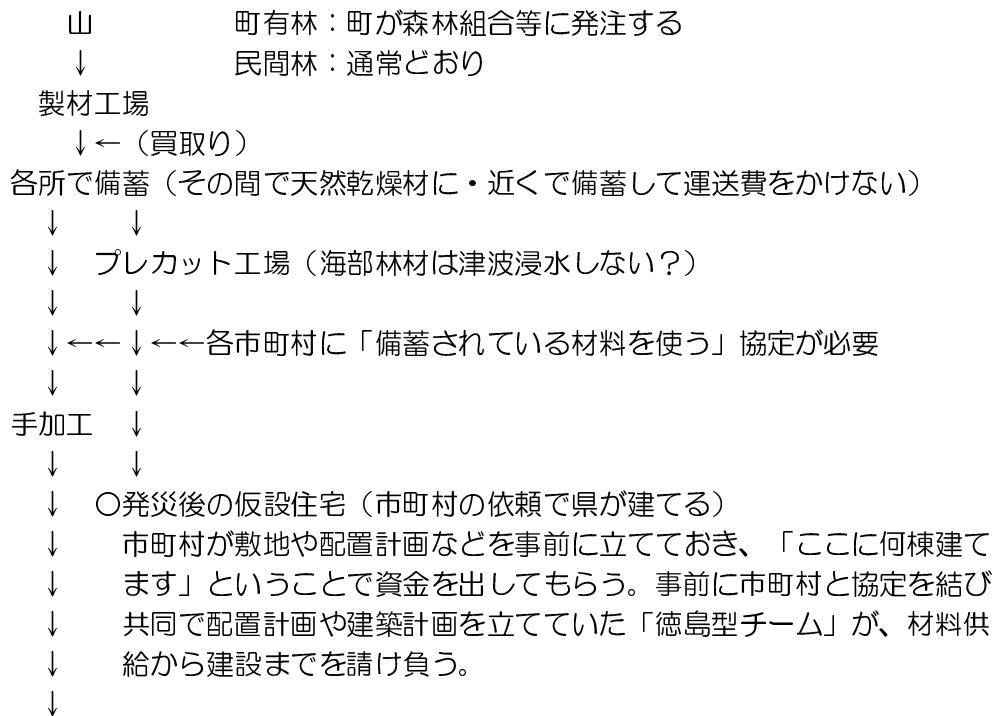 山　　　　　町有林：町が森林組合等に発注する
↓　　　　　民間林：通常どおり
製材工場
↓←（買取り）
各所で備蓄（その間で天然乾燥材に・近くで備蓄して運送費をかけない）
↓　　↓
↓　プレカット工場（海部林材は津波浸水しない？）
↓　　↓
↓←←↓←←各市町村に「備蓄されている材料を使う」協定が必要
↓　　↓
手加工　↓
↓　　↓
↓　〇発災後の仮設住宅（市町村の依頼で県が建てる）
↓　　市町村が敷地や配置計画などを事前に立てておき、「ここに何棟建て
↓　　ます」ということで資金を出してもらう。事前に市町村と協定を結び
↓　　共同で配置計画や建築計画を立てていた「徳島型チーム」が、材料供
↓　　給から建設までを請け負う。
↓